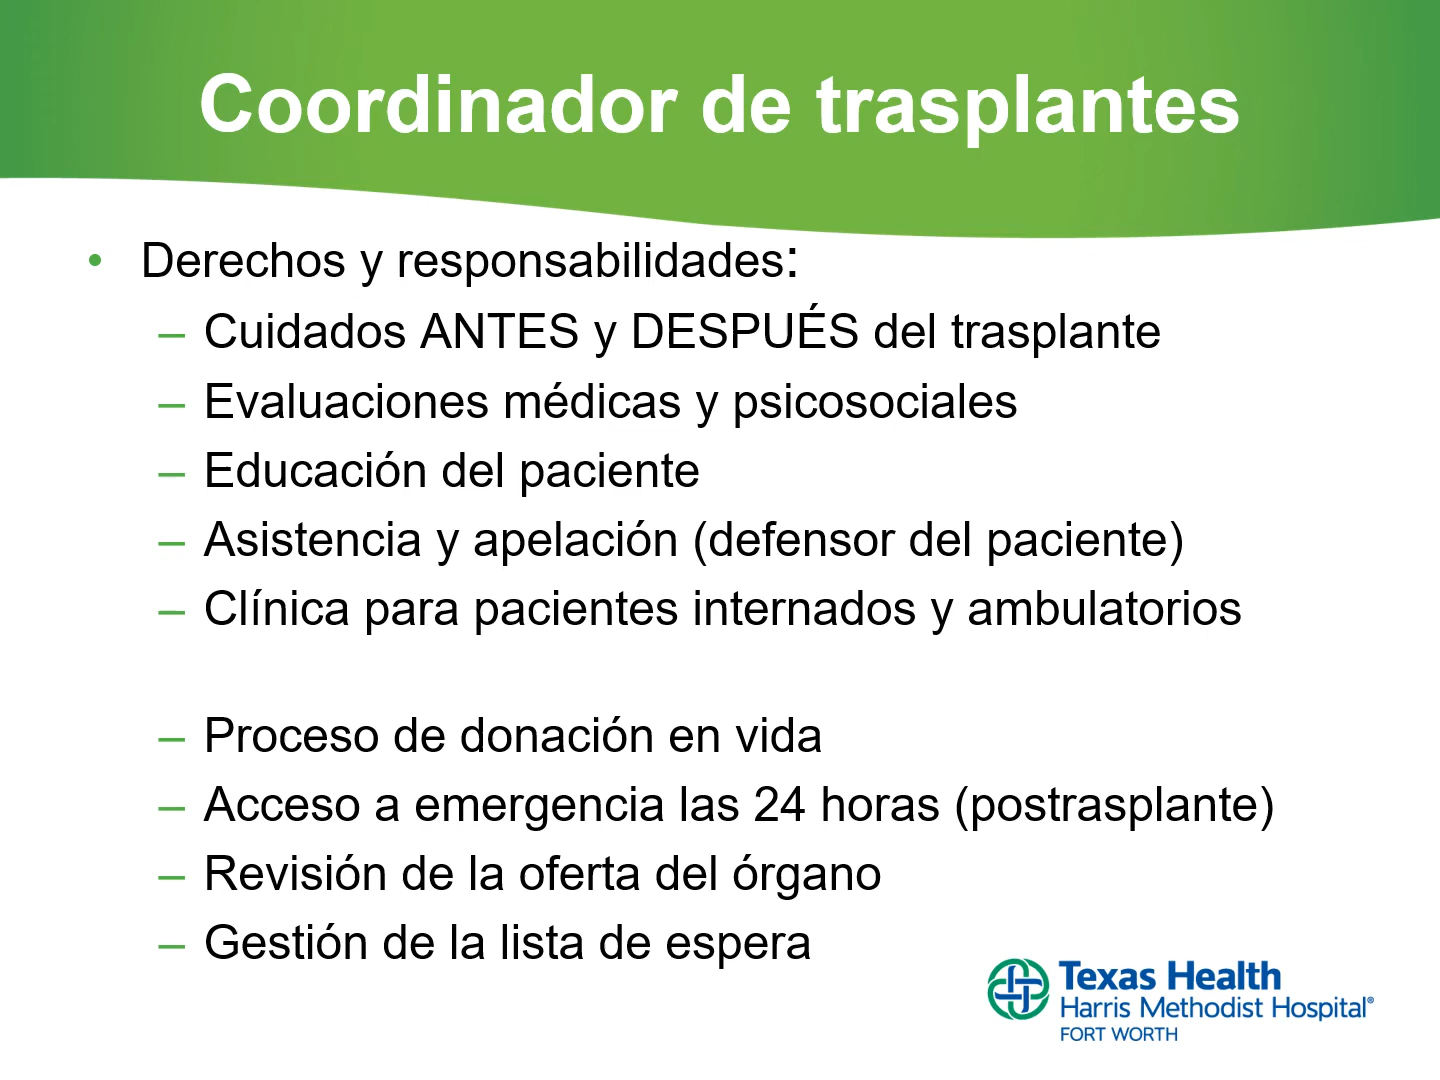 Coordinador de trasplantes
• Derechos y responsabilidades:
– Cuidados ANTES y DESPUÉS del trasplante
– Evaluaciones médicas y psicosociales
– Educación del paciente
– Asistencia y apelación (defensor del paciente)
– Clínica para pacientes internados y ambulatorios
– Proceso de donación en vida
– Acceso a emergencia las 24 horas (postrasplante)
– Revisión de la oferta del órgano
– Gestión de la lista de espera
Texas Health
Harris Methodist Hospital®
FORT WORTH